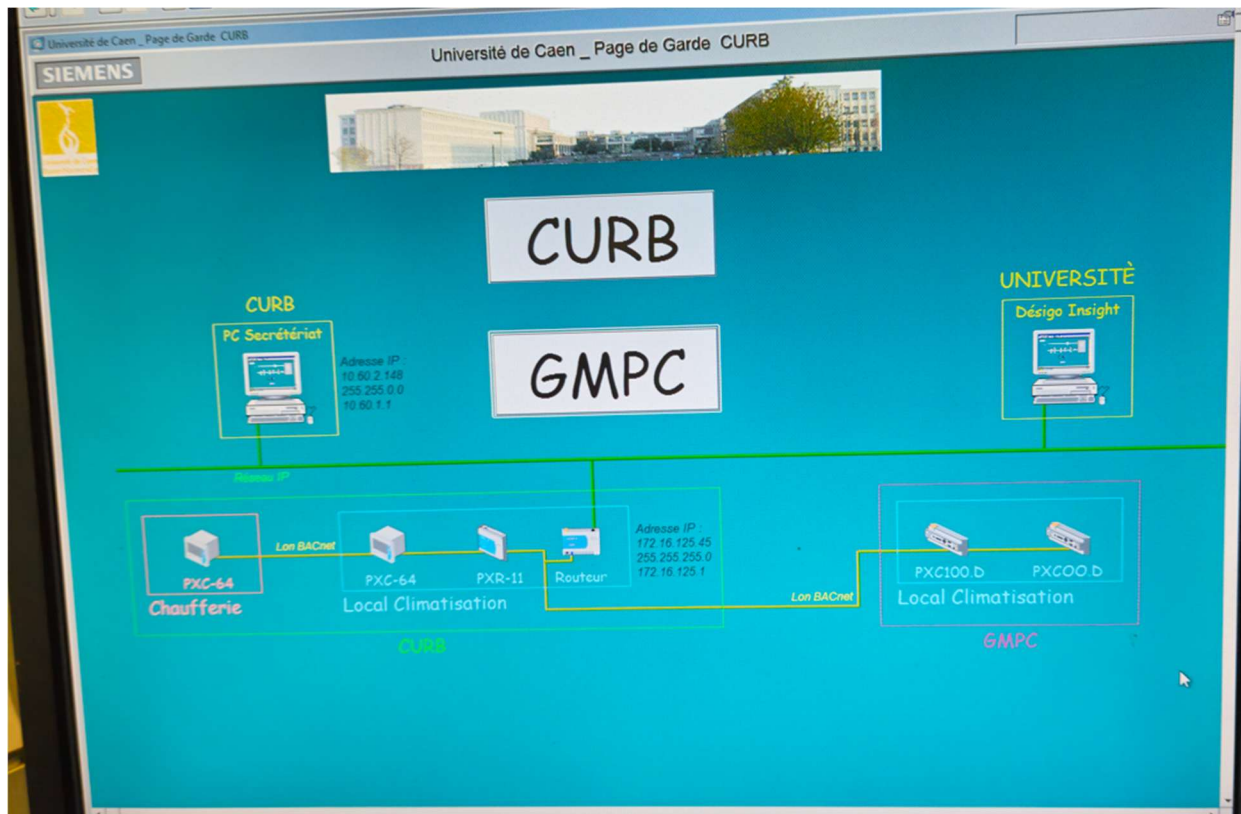 Université de Caen _ Page de Garde CURB
Université de Caen _ Page de Garde CURB
SIEMENS
CURB
GMPC
CURB
PC Secrétériat
Adresse IP :
10.60.2.148
255.255.0.0
10.60.1.1
UNIVERSITÈ
Désigo Insight
Réseau IP
PXC-64
Chaufferie
Lon BACnet
PXC-64
PXR-11
Routeur
Local Climatisation
Adresse IP :
172.16.125.45
255.255.255.0
172.16.125.1
CURB
Lon BACnet
PXC100.D
PXCOO.D
Local Climatisation
GMPC